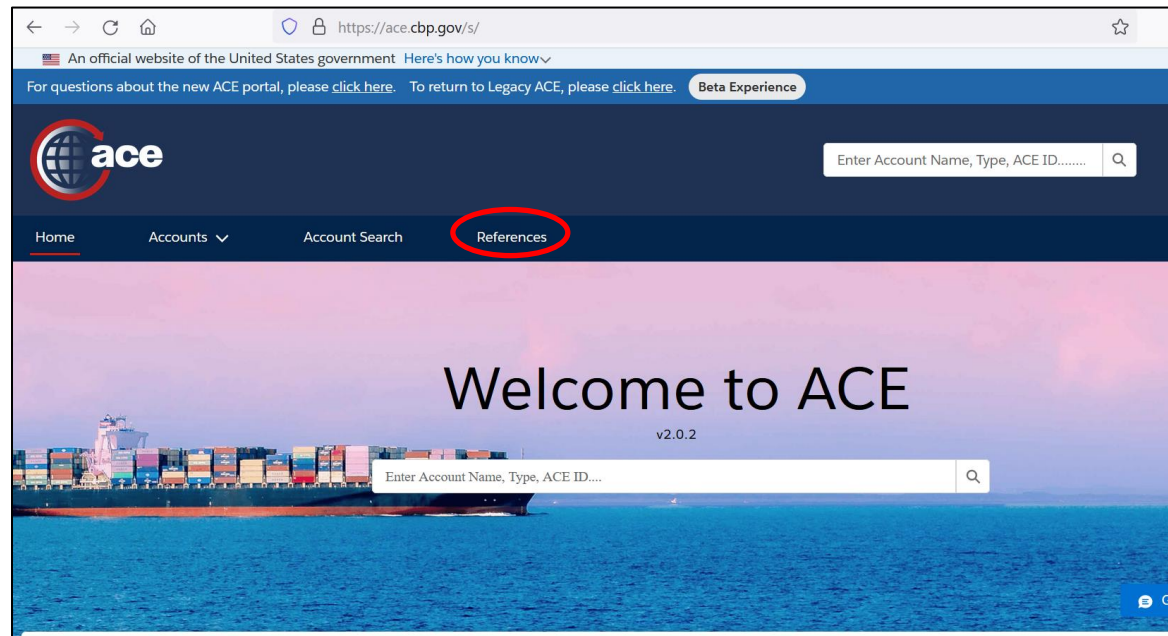 https://ace.cbp.gov/s/
An official website of the United States government Here's how you know
For questions about the new ACE portal, please click here. To return to Legacy ACE, please click here. Beta Experience
ace
Enter Account Name, Type, ACE ID........
Home Accounts Account Search References
Welcome to ACE
v2.0.2
Enter Account Name, Type, ACE ID....